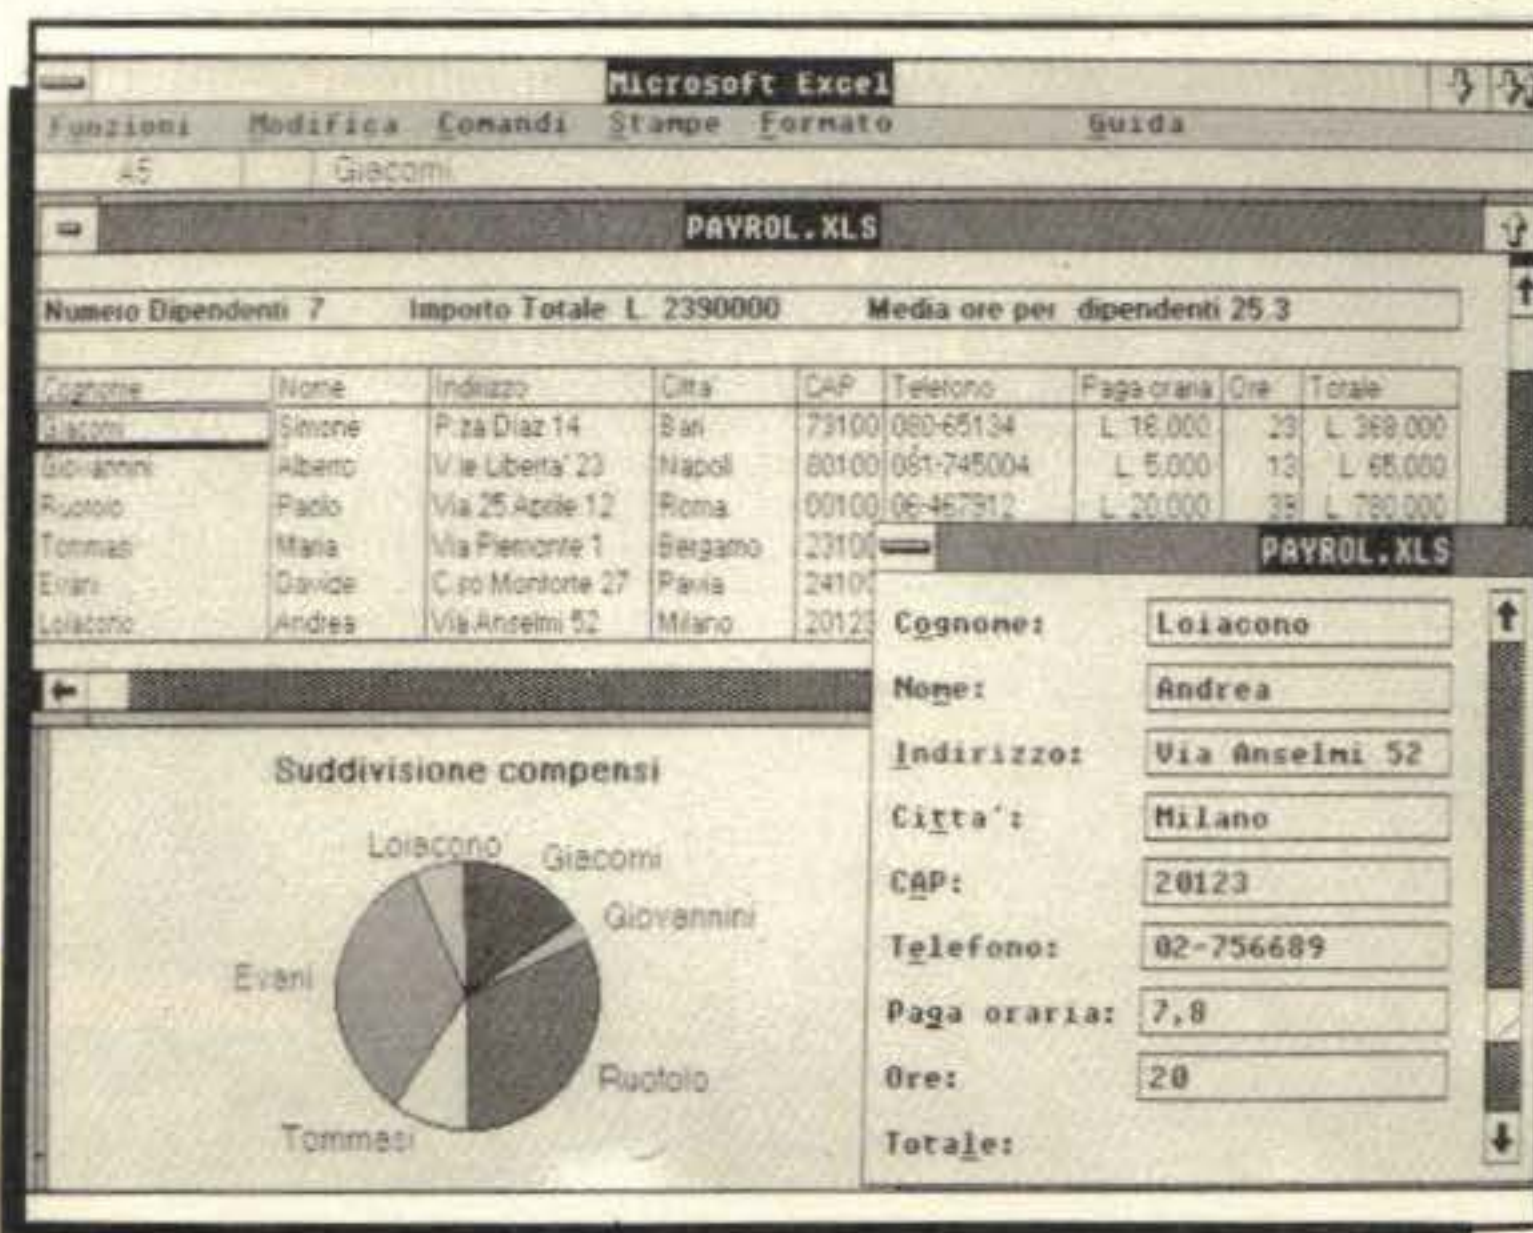 Microsoft Excel
Funzioni Modifica Comandi Stampe Formato Guida
A5 Giacomi
PAYROL.XLS
Numero Dipendenti 7 Importo Totale L. 2390000 Media ore per dipendenti 25.3
Cognome Nome Indirizzo Citta' CAP Telefono Paga oraria Ore Totale
Giacomi Simone P.za Diaz 14 Bari 73100 080-65134 L. 16.000 23 L. 368.000
Giovannini Alberto V.le Liberta' 23 Napoli 80100 081-745004 L. 5.000 13 L. 65.000
Ruotolo Paolo Via 25 Aprile 12 Roma 00100 06-467912 L. 20.000 39 L. 780.000
Tommasi Maria Via Piemonte 1 Bergamo 23100
Evani Davide C.so Monforte 27 Pavia 24100
Loiacono Andrea Via Anselmi 52 Milano 20123
PAYROL.XLS
Cognome: Loiacono
Nome: Andrea
Indirizzo: Via Anselmi 52
Citta': Milano
CAP: 20123
Telefono: 02-756689
Paga oraria: 7,8
Ore: 20
Totale:
Suddivisione compensi
Loiacono
Giacomi
Giovannini
Evani
Ruotolo
Tommasi